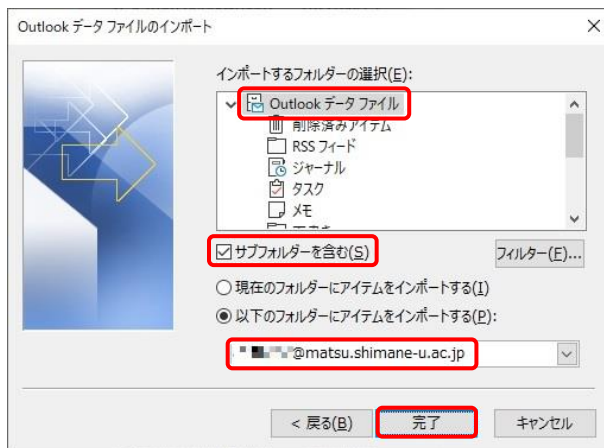 Outlook データ ファイルのインポート
インポートするフォルダーの選択(E):
Outlook データ ファイル
削除済みアイテム
RSS フィード
ジャーナル
タスク
メモ
サブフォルダーを含む(S)
フィルター(F)...
現在のフォルダーにアイテムをインポートする(I)
以下のフォルダーにアイテムをインポートする(P):
@matsu.shimane-u.ac.jp
< 戻る(B)
完了
キャンセル